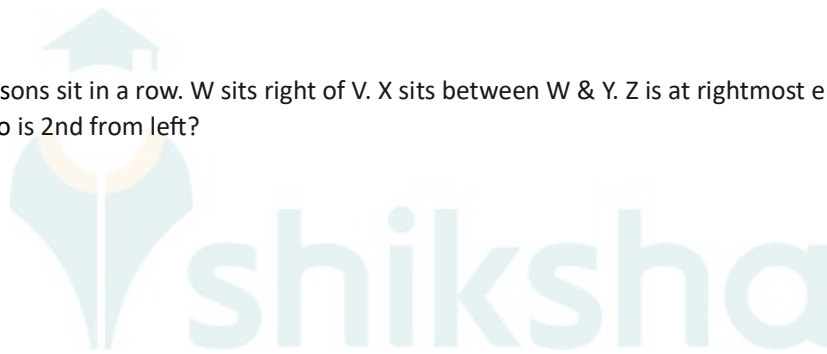 sons sit in a row. W sits right of V. X sits between W & Y. Z is at rightmost e
o is 2nd from left?
shiksha